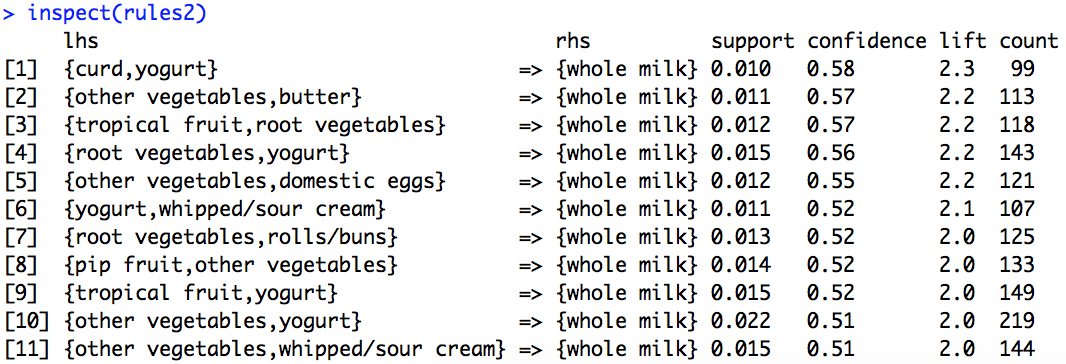 > inspect(rules2)
     lhs                                      rhs          support confidence lift count
[1]  {curd,yogurt}                         => {whole milk} 0.010   0.58       2.3   99
[2]  {other vegetables,butter}             => {whole milk} 0.011   0.57       2.2  113
[3]  {tropical fruit,root vegetables}      => {whole milk} 0.012   0.57       2.2  118
[4]  {root vegetables,yogurt}              => {whole milk} 0.015   0.56       2.2  143
[5]  {other vegetables,domestic eggs}      => {whole milk} 0.012   0.55       2.2  121
[6]  {yogurt,whipped/sour cream}           => {whole milk} 0.011   0.52       2.1  107
[7]  {root vegetables,rolls/buns}          => {whole milk} 0.013   0.52       2.0  125
[8]  {pip fruit,other vegetables}          => {whole milk} 0.014   0.52       2.0  133
[9]  {tropical fruit,yogurt}               => {whole milk} 0.015   0.52       2.0  149
[10] {other vegetables,yogurt}             => {whole milk} 0.022   0.51       2.0  219
[11] {other vegetables,whipped/sour cream} => {whole milk} 0.015   0.51       2.0  144